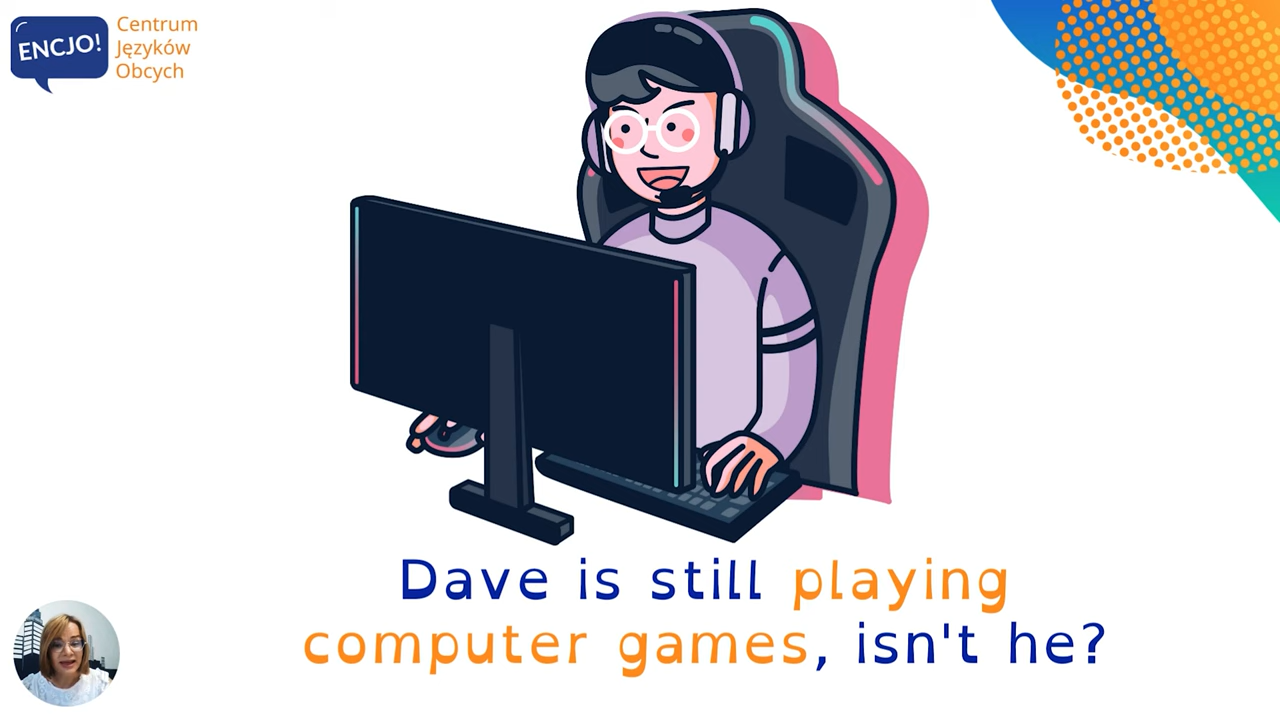 ENCJO!
Centrum
Języków
Obcych
Dave is still playing
computer games, isn't he?